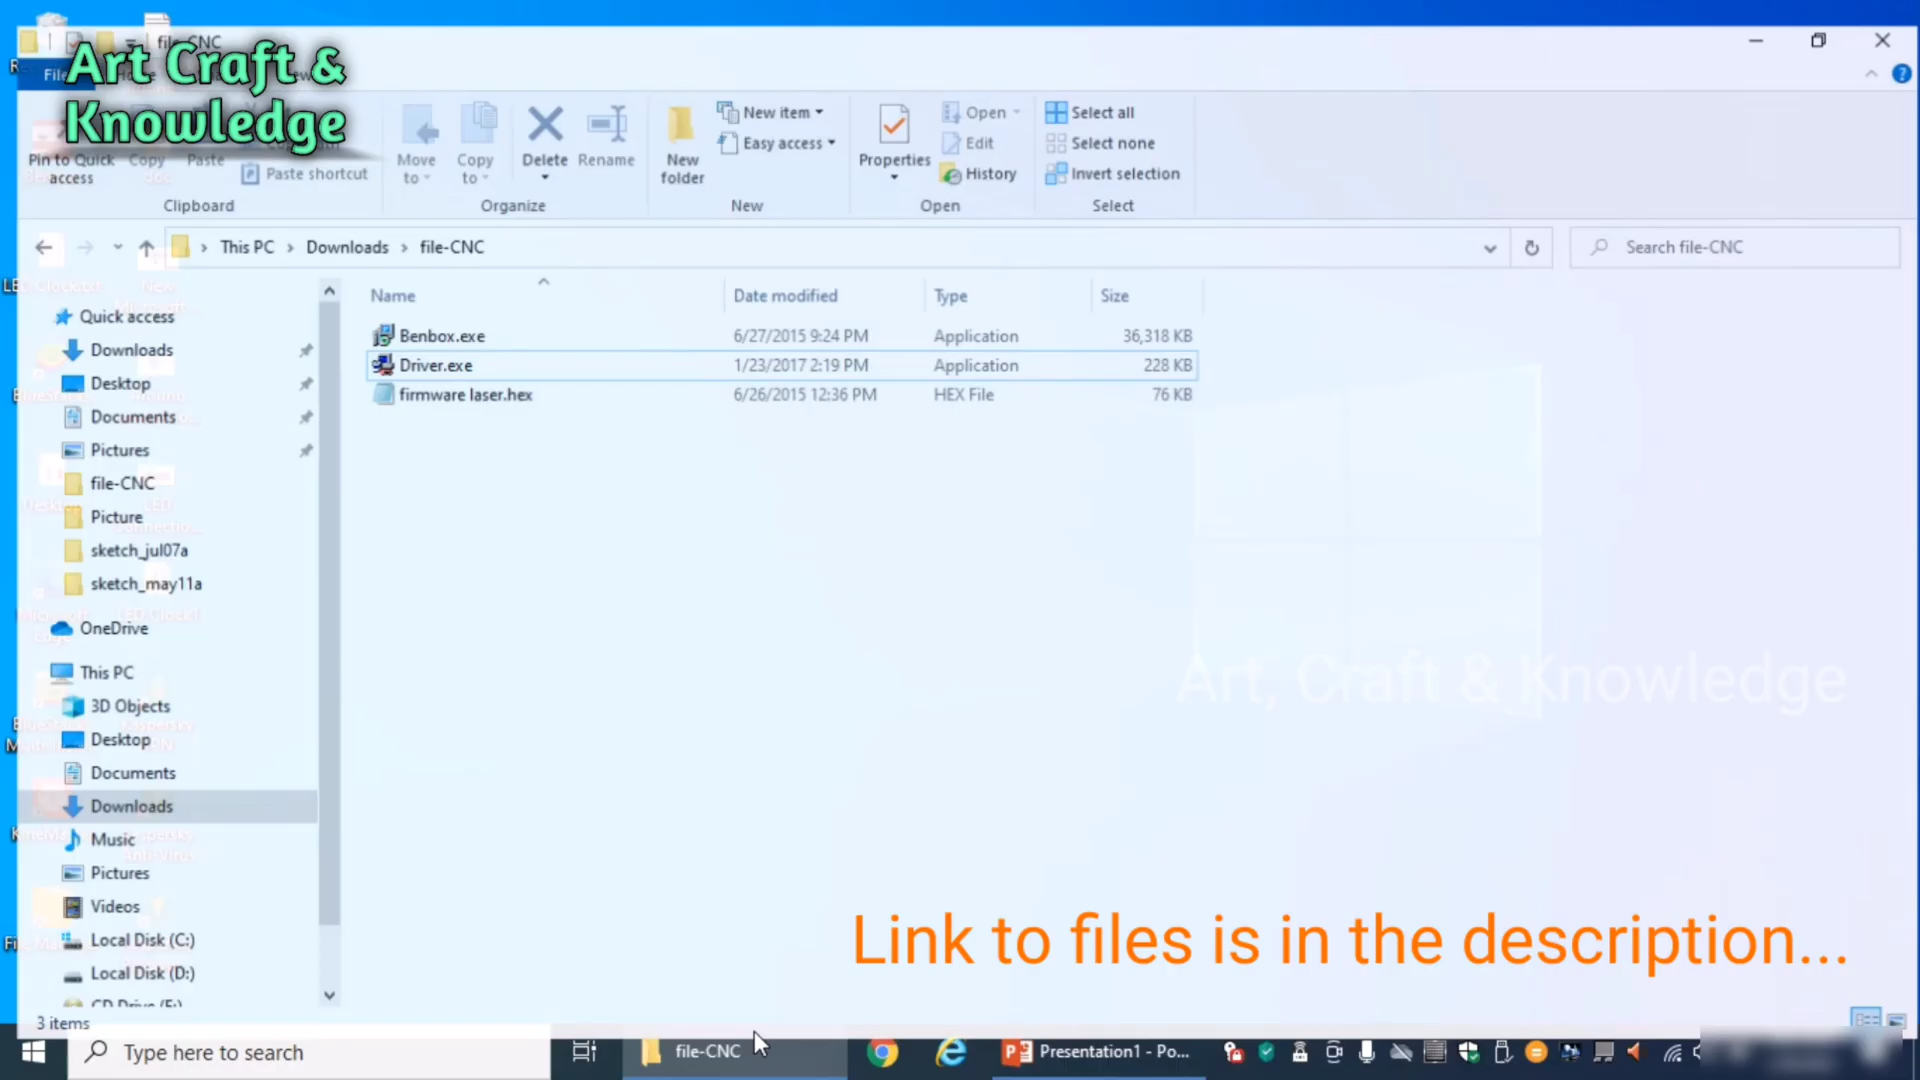 file-CNC
Art Craft &
Knowledge
File
Pin to Quick
access
Copy
Paste
Paste shortcut
Clipboard
Move
to
Copy
to
Delete
Rename
Organize
New
folder
New item
Easy access
New
Properties
Open
Edit
History
Open
Select all
Select none
Invert selection
Select
This PC > Downloads > file-CNC
Search file-CNC
Name Date modified Type Size
Benbox.exe 6/27/2015 9:24 PM Application 36,318 KB
Driver.exe 1/23/2017 2:19 PM Application 228 KB
firmware laser.hex 6/26/2015 12:36 PM HEX File 76 KB
Quick access
Downloads
Desktop
Documents
Pictures
file-CNC
Picture
sketch_jul07a
sketch_may11a
OneDrive
This PC
3D Objects
Desktop
Documents
Downloads
Music
Pictures
Videos
Local Disk (C:)
Local Disk (D:)
CD Drive (F:)
Art, Craft & Knowledge
Link to files is in the description...
3 items
Type here to search
file-CNC
Presentation1 - Po...